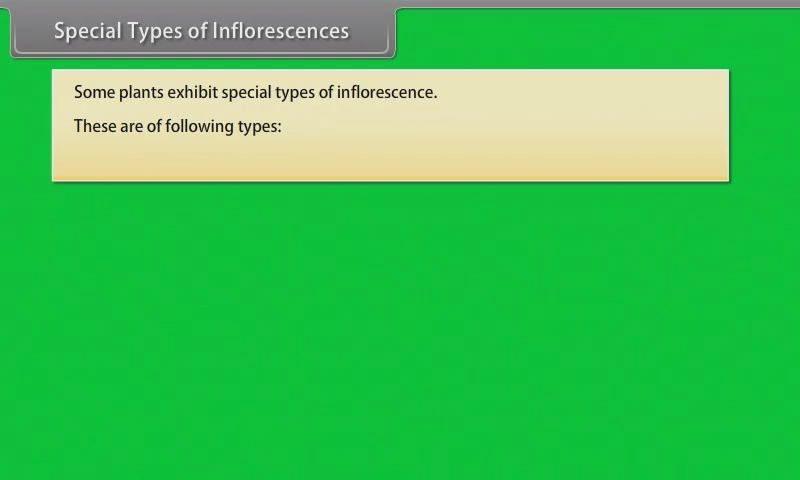 Special Types of Inflorescences
Some plants exhibit special types of inflorescence.
These are of following types: